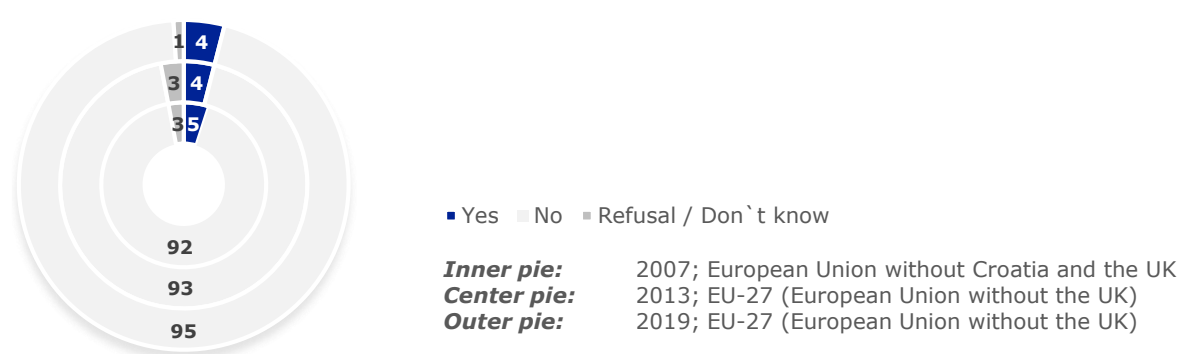 1 4
3 4
3 5
92
93
95
Yes No Refusal / Don`t know
Inner pie: 2007; European Union without Croatia and the UK
Center pie: 2013; EU-27 (European Union without the UK)
Outer pie: 2019; EU-27 (European Union without the UK)